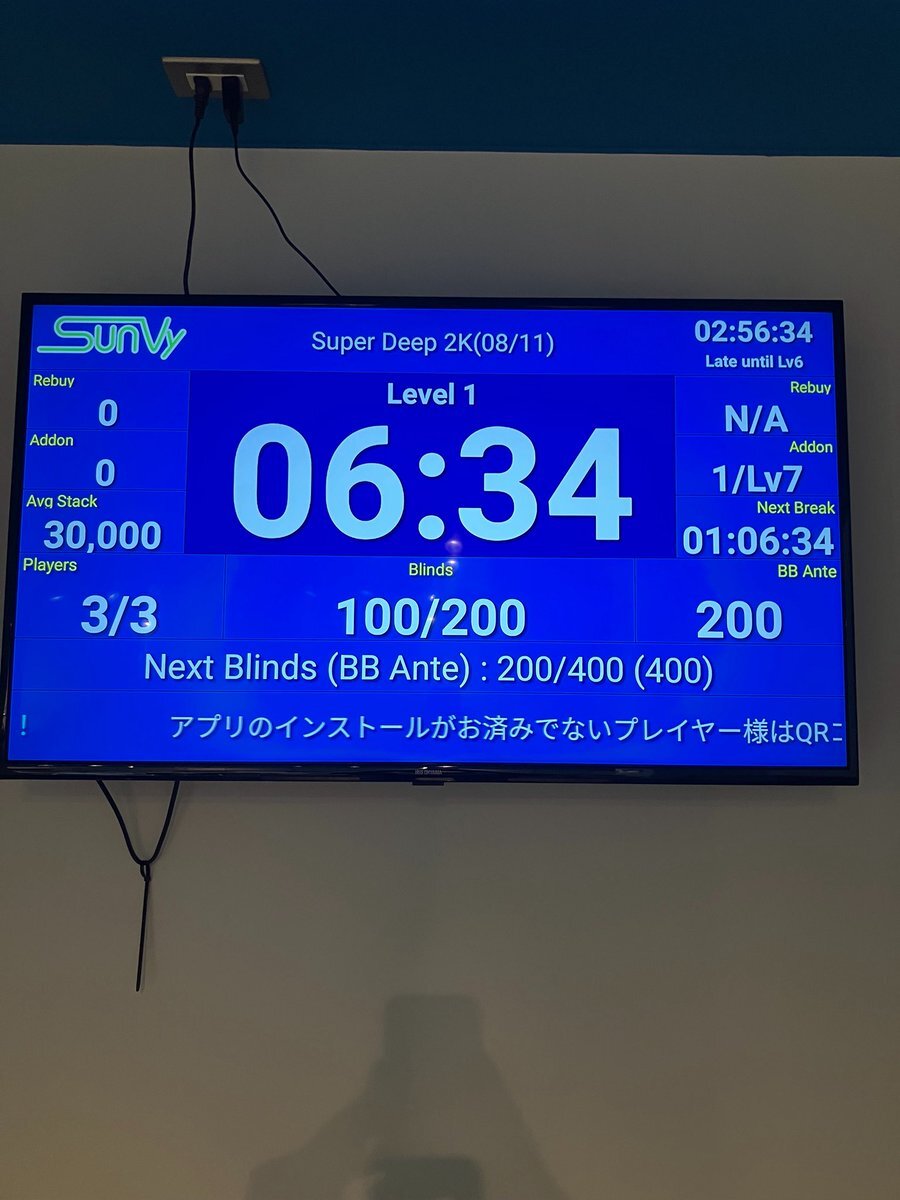 SunVy
Super Deep 2K(08/11)
02:56:34
Late until Lv6
Rebuy
0
Addon
0
Avg Stack
30,000
Level 1
06:34
Rebuy
N/A
Addon
1/Lv7
Next Break
01:06:34
Players
3/3
Blinds
100/200
BB Ante
200
Next Blinds (BB Ante) : 200/400 (400)
! アプリのインストールがお済みでないプレイヤー様はQR